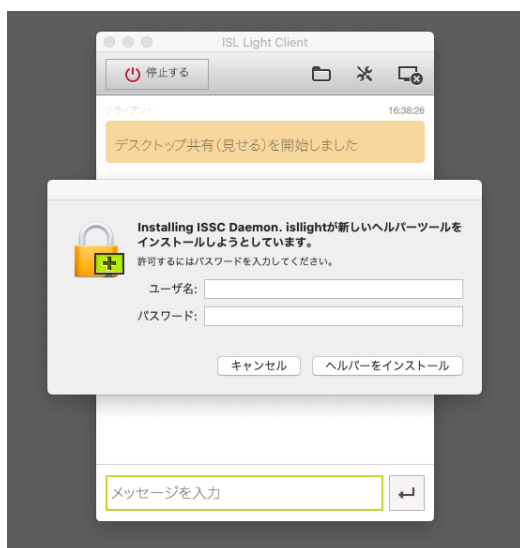 ISL Light Client
停止する
クライアント
16:38:26
デスクトップ共有(見せる)を開始しました
Installing ISSC Daemon. isllightが新しいヘルパーツールを
インストールしようとしています。
許可するにはパスワードを入力してください。
ユーザ名:
パスワード:
キャンセル
ヘルパーをインストール
メッセージを入力